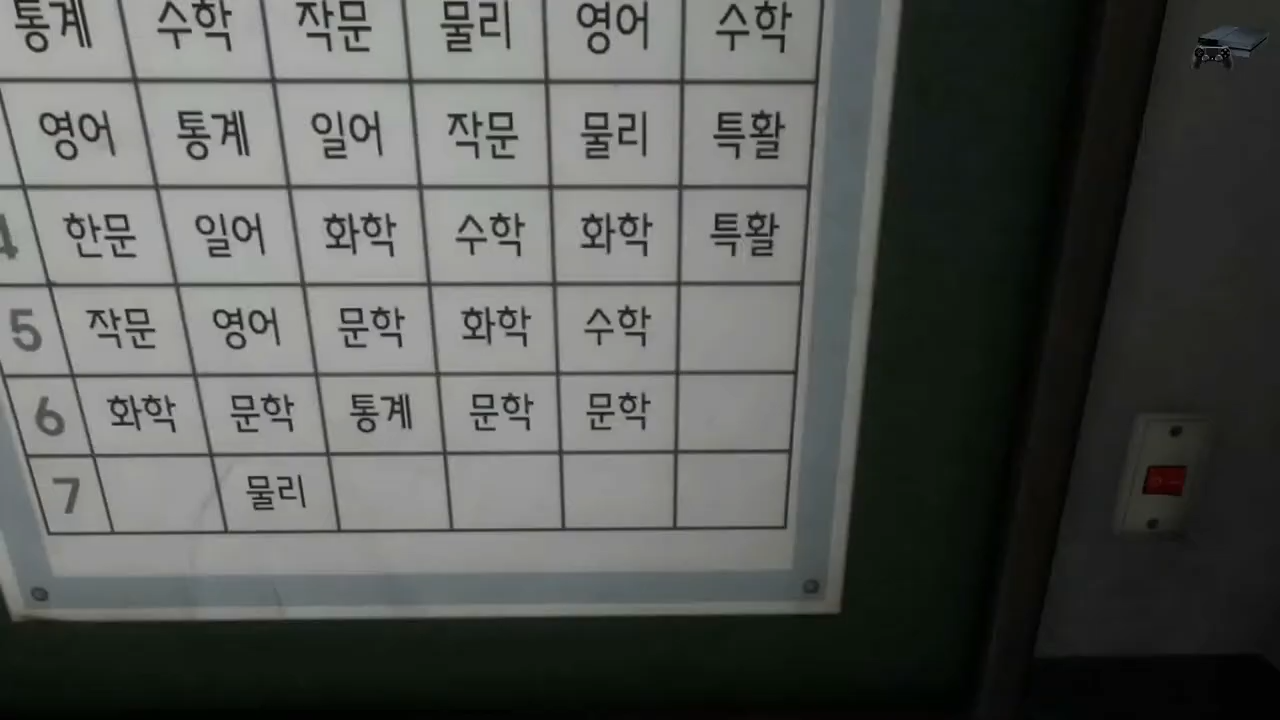 통계 수학 작문 물리 영어 수학
영어 통계 일어 작문 물리 특활
4 한문 일어 화학 수학 화학 특활
5 작문 영어 문학 화학 수학
6 화학 문학 통계 문학 문학
7 물리